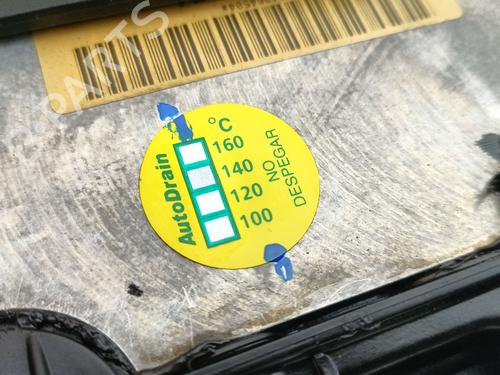 AutoDrain
°C
160
140
120
100
NO
DESPEGAR